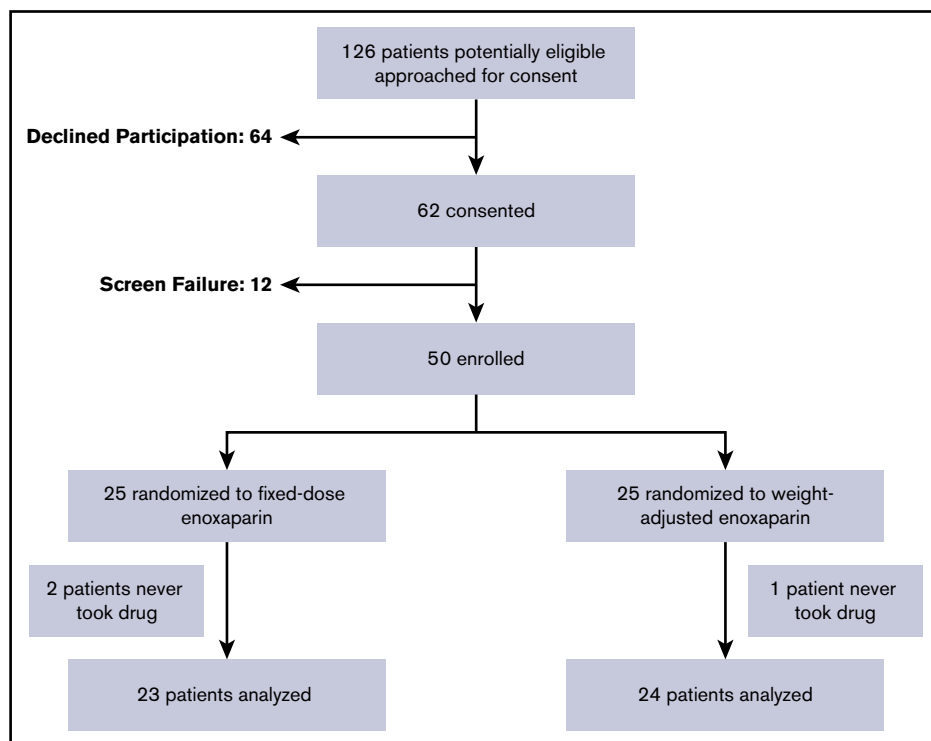 126 patients potentially eligible
approached for consent
Declined Participation: 64
62 consented
Screen Failure: 12
50 enrolled
25 randomized to fixed-dose
enoxaparin
25 randomized to weight-
adjusted enoxaparin
2 patients never
took drug
1 patient never
took drug
23 patients analyzed
24 patients analyzed